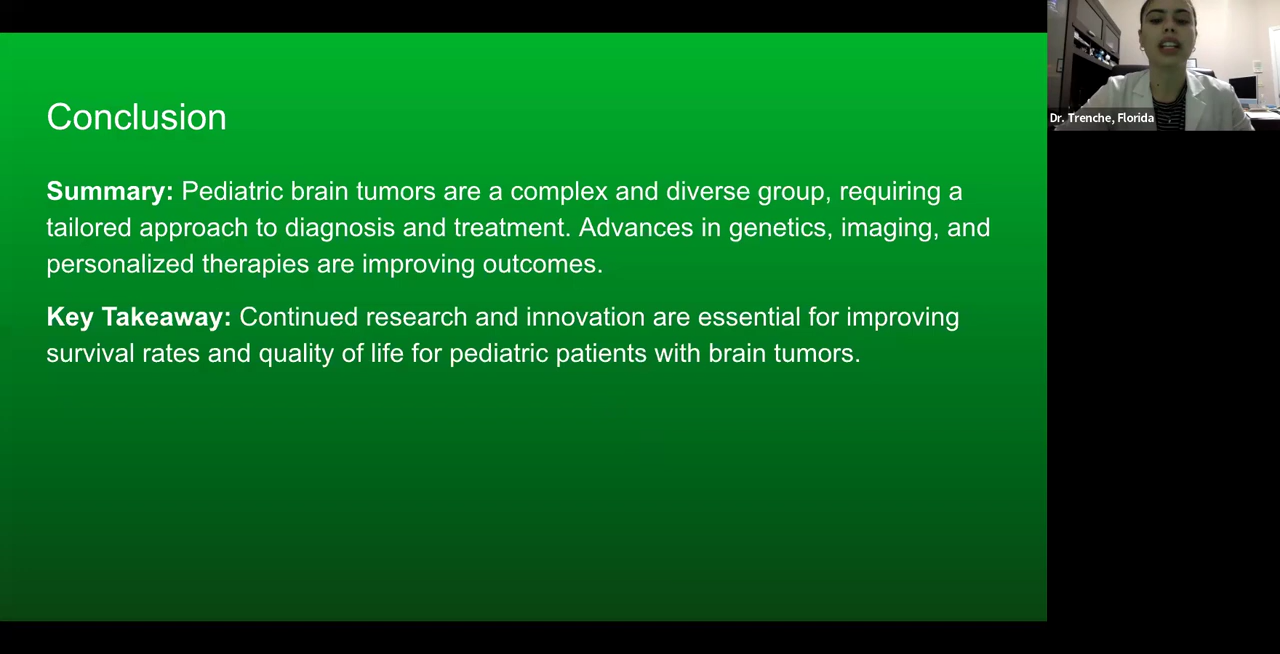 Conclusion
Summary: Pediatric brain tumors are a complex and diverse group, requiring a
tailored approach to diagnosis and treatment. Advances in genetics, imaging, and
personalized therapies are improving outcomes.
Key Takeaway: Continued research and innovation are essential for improving
survival rates and quality of life for pediatric patients with brain tumors.
Dr. Trenche, Florida